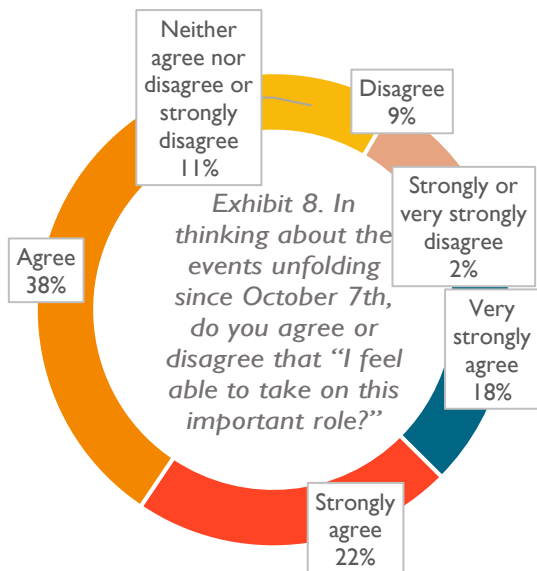 Neither
agree nor
disagree or
strongly
disagree
11%
Disagree
9%
Strongly or
very strongly
disagree
2%
Very
strongly
agree
18%
Strongly
agree
22%
Agree
38%
Exhibit 8. In
thinking about the
events unfolding
since October 7th,
do you agree or
disagree that “I feel
able to take on this
important role?”